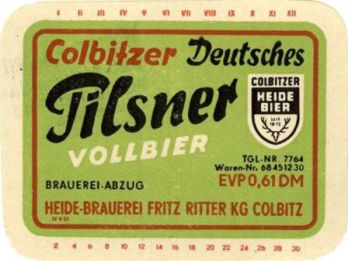 I II III IV V VI VII VIII IX X XI XII
Colbitzer Deutsches
Pilsner
VOLLBIER
COLBITZER
HEIDE
BIER
SEIT
1872
TGL-NR. 7764
Waren-Nr. 68451230
BRAUEREI-ABZUG
EVP 0,61 DM
HEIDE-BRAUEREI FRITZ RITTER KG COLBITZ
2 4 6 8 10 12 14 16 18 20 22 24 26 28 30